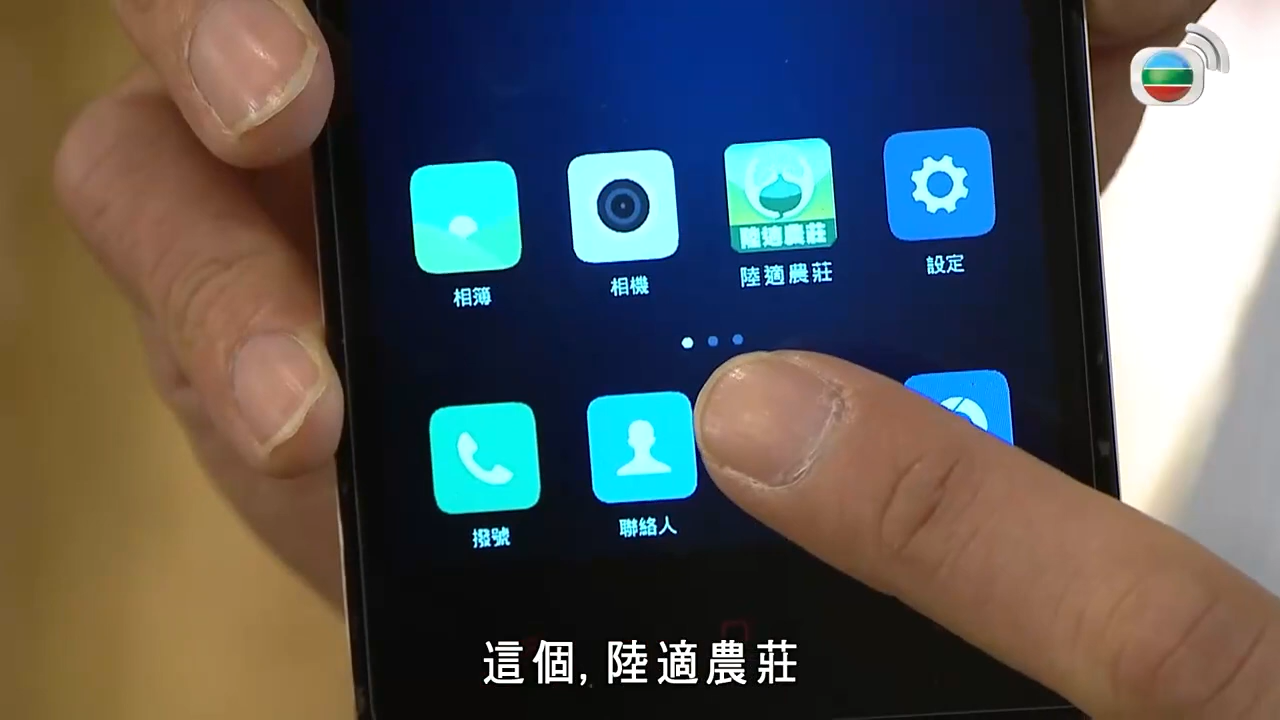 陸適農莊
相簿
相機
陸適農莊
設定
撥號
聯絡人
這個, 陸適農莊